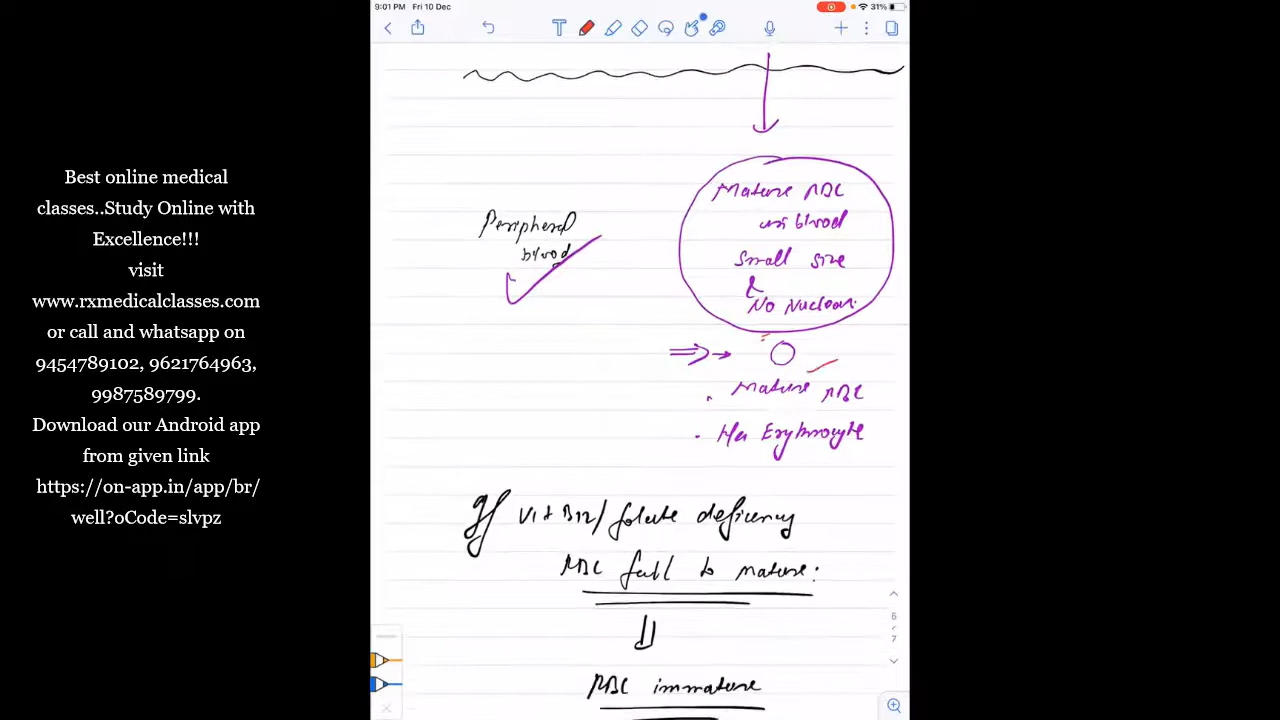 9:01 PM Fri 10 Dec
31%
Best online medical
classes..Study Online with
Excellence!!!
visit
www.rxmedicalclasses.com
or call and whatsapp on
9454789102, 9621764963,
9987589799.
Download our Android app
from given link
https://on-app.in/app/br/
well?oCode=slvpz
Peripheral
blood
Mature RBC
in blood
Small size
&
No Nuclear
Mature RBC
Erythrocyte
If Vit B12/folate deficiency
RBC fail to mature:
RBC immature
6
7